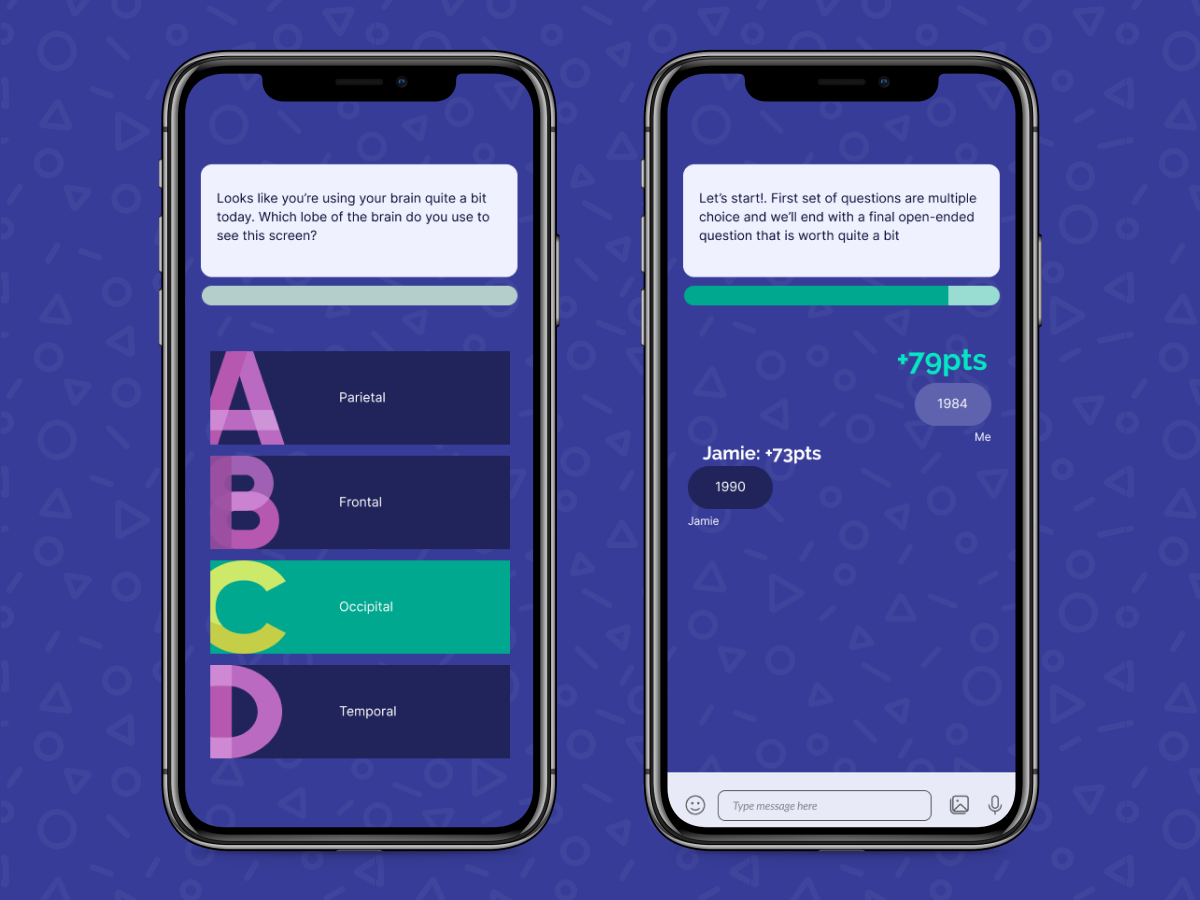 Looks like you're using your brain quite a bit
today. Which lobe of the brain do you use to
see this screen?
A
Parietal
B
Frontal
C
Occipital
D
Temporal
Let's start!. First set of questions are multiple
choice and we'll end with a final open-ended
question that is worth quite a bit
+79pts
1984
Me
Jamie: +73pts
1990
Jamie
Type message here